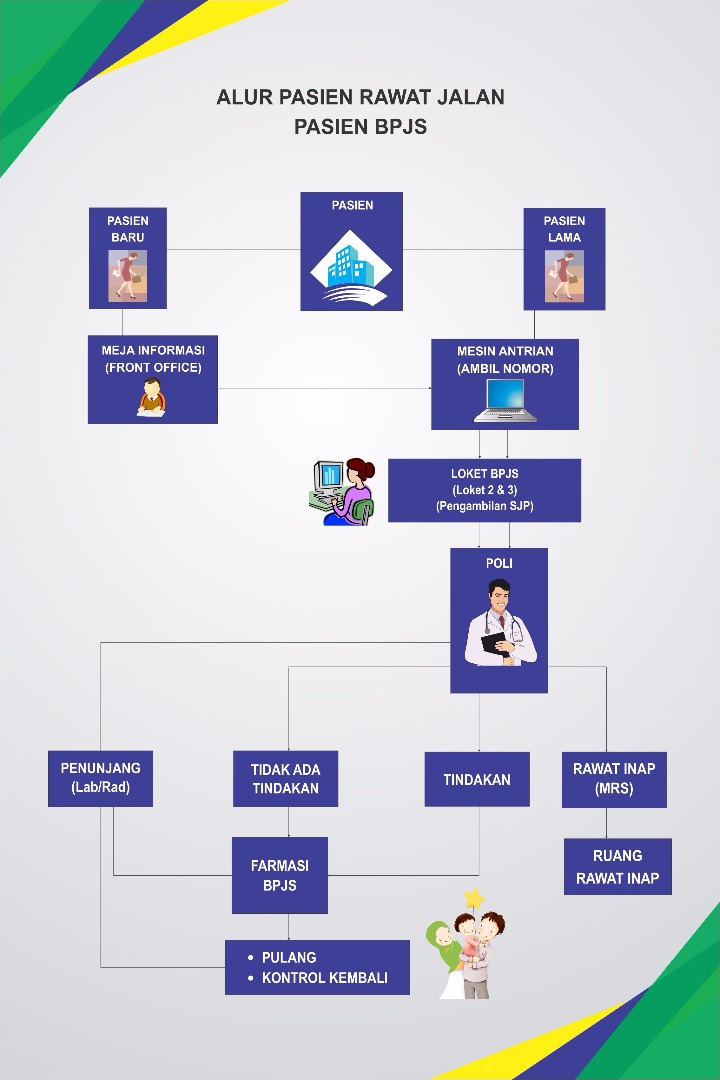 ALUR PASIEN RAWAT JALAN
PASIEN BPJS
PASIEN
BARU
PASIEN
PASIEN
LAMA
MEJA INFORMASI
(FRONT OFFICE)
MESIN ANTRIAN
(AMBIL NOMOR)
LOKET BPJS
(Loket 2 & 3)
(Pengambilan SJP)
POLI
PENUNJANG
(Lab/Rad)
TIDAK ADA
TINDAKAN
TINDAKAN
RAWAT INAP
(MRS)
FARMASI
BPJS
RUANG
RAWAT INAP
• PULANG
• KONTROL KEMBALI